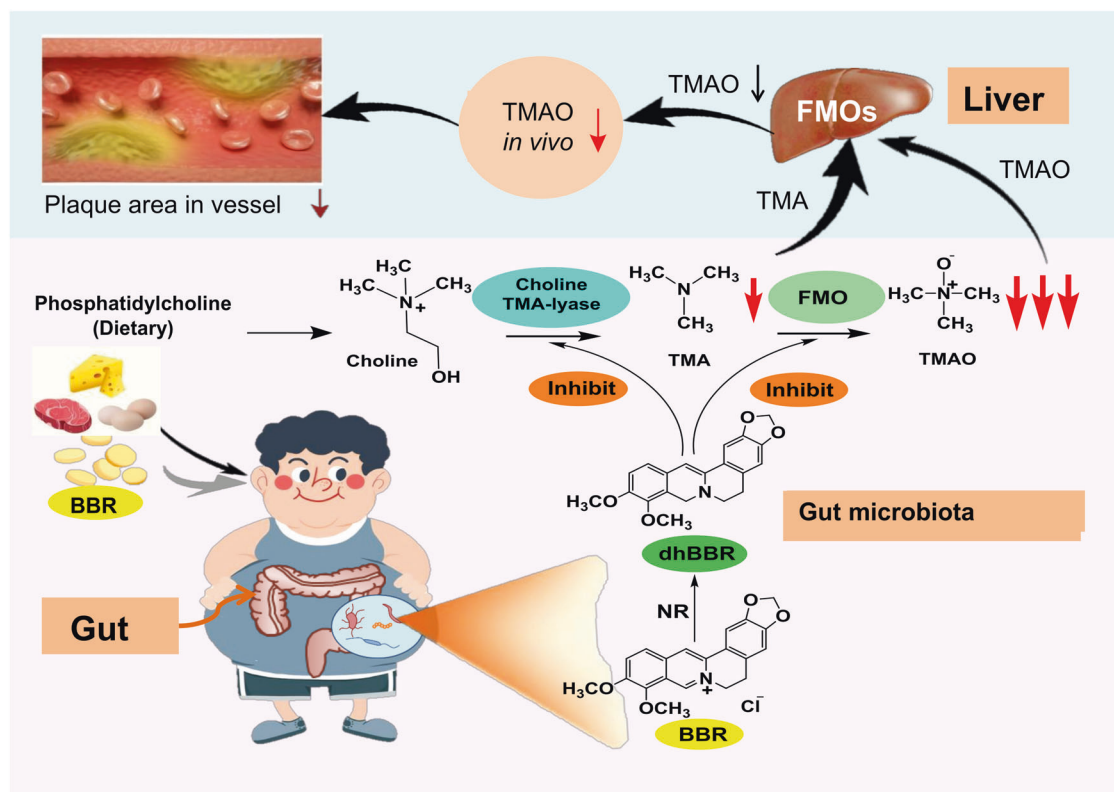 TMAO
FMOs
Liver
TMAO
in vivo
TMAO
TMA
Plaque area in vessel
Phosphatidylcholine
(Dietary)
CH₃
H₃C
CH₃
N
+
Choline
OH
Choline
TMA-lyase
H₃C
CH₃
N
CH₃
TMA
FMO
O⁻
H₃C-N-CH₃
+
CH₃
TMAO
Inhibit
Inhibit
BBR
O
O
N
H₃CO
OCH₃
dhBBR
Gut microbiota
NR
Gut
O
O
N
+
H₃CO
OCH₃
Cl⁻
BBR